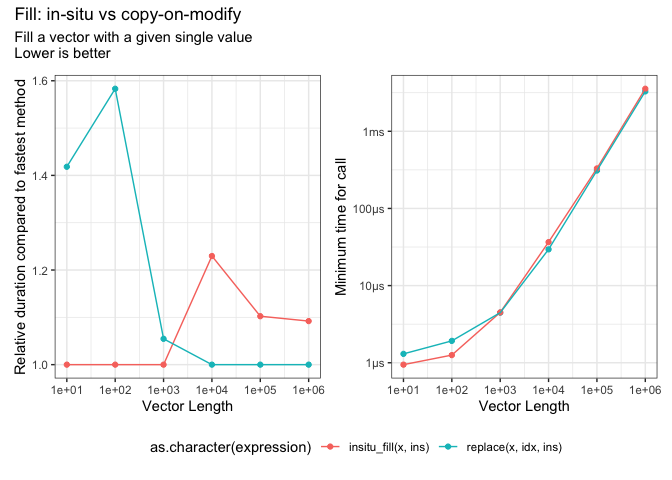 Fill: in-situ vs copy-on-modify
Fill a vector with a given single value
Lower is better
Relative duration compared to fastest method
1.6
1.4
1.2
1.0
1e+01 1e+02 1e+03 1e+04 1e+05 1e+06
Vector Length
Minimum time for call
1ms
100µs
10µs
1µs
1e+01 1e+02 1e+03 1e+04 1e+05 1e+06
Vector Length
as.character(expression) insitu_fill(x, ins) replace(x, idx, ins)